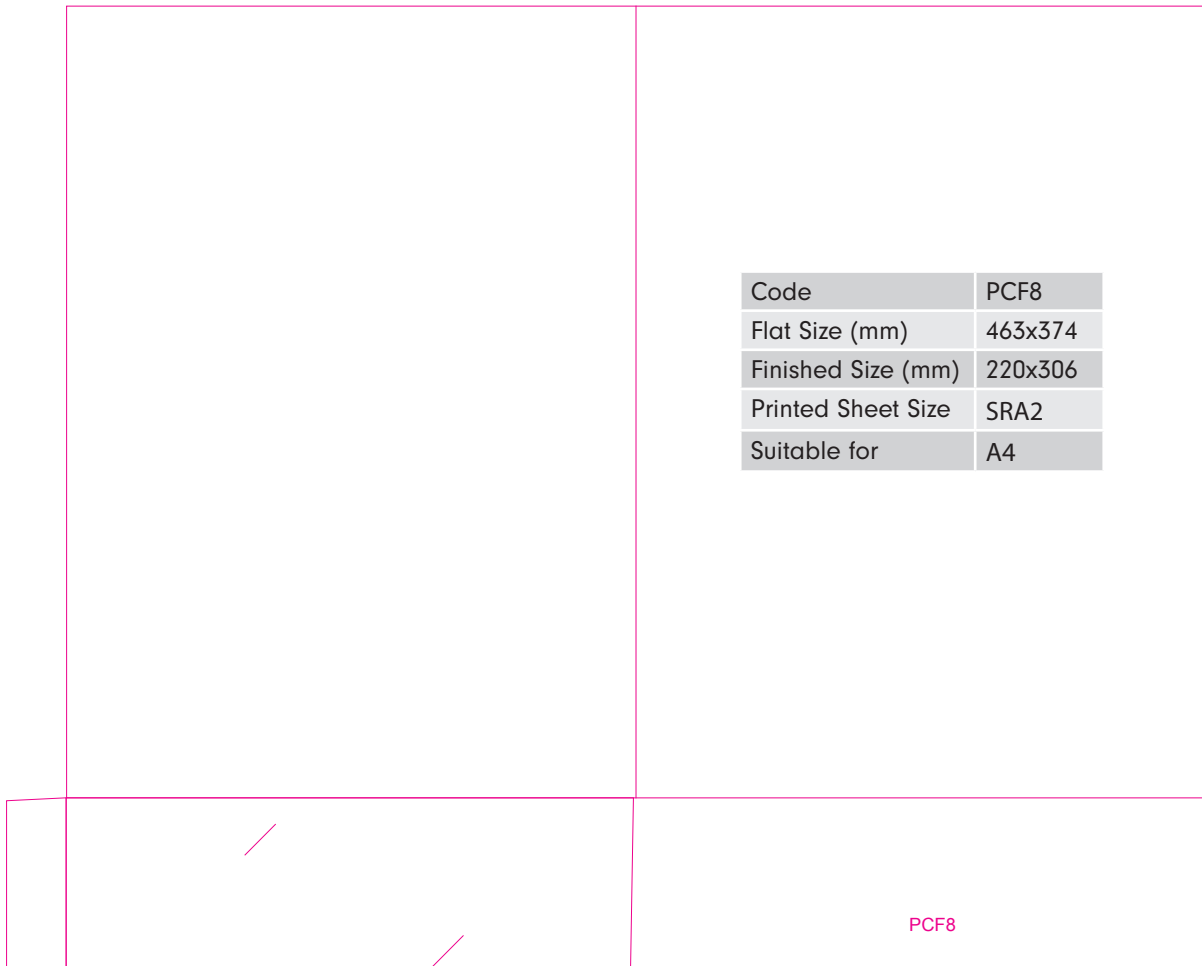 Code PCF8
Flat Size (mm) 463x374
Finished Size (mm) 220x306
Printed Sheet Size SRA2
Suitable for A4
PCF8